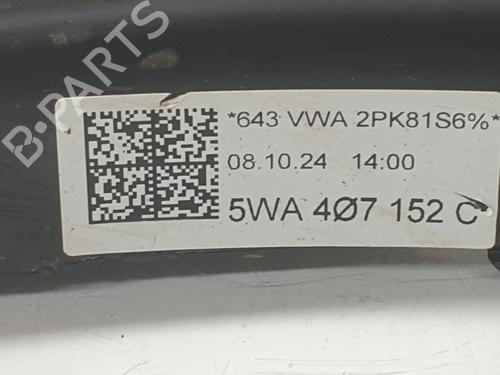 B-PARTS
*643 VWA 2PK81S6%*
08.10.24 14:00
5WA 4Ø7 152 C